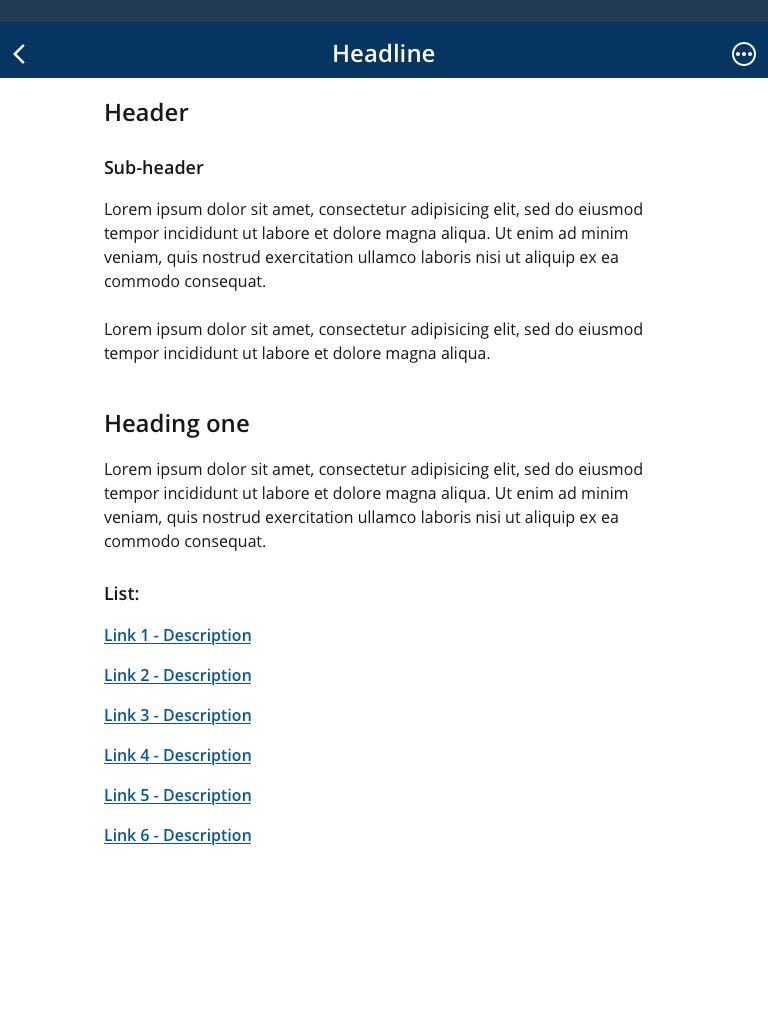 Headline
Header
Sub-header
Lorem ipsum dolor sit amet, consectetur adipisicing elit, sed do eiusmod
tempor incididunt ut labore et dolore magna aliqua. Ut enim ad minim
veniam, quis nostrud exercitation ullamco laboris nisi ut aliquip ex ea
commodo consequat.
Lorem ipsum dolor sit amet, consectetur adipisicing elit, sed do eiusmod
tempor incididunt ut labore et dolore magna aliqua.
Heading one
Lorem ipsum dolor sit amet, consectetur adipisicing elit, sed do eiusmod
tempor incididunt ut labore et dolore magna aliqua. Ut enim ad minim
veniam, quis nostrud exercitation ullamco laboris nisi ut aliquip ex ea
commodo consequat.
List:
Link 1 - Description
Link 2 - Description
Link 3 - Description
Link 4 - Description
Link 5 - Description
Link 6 - Description